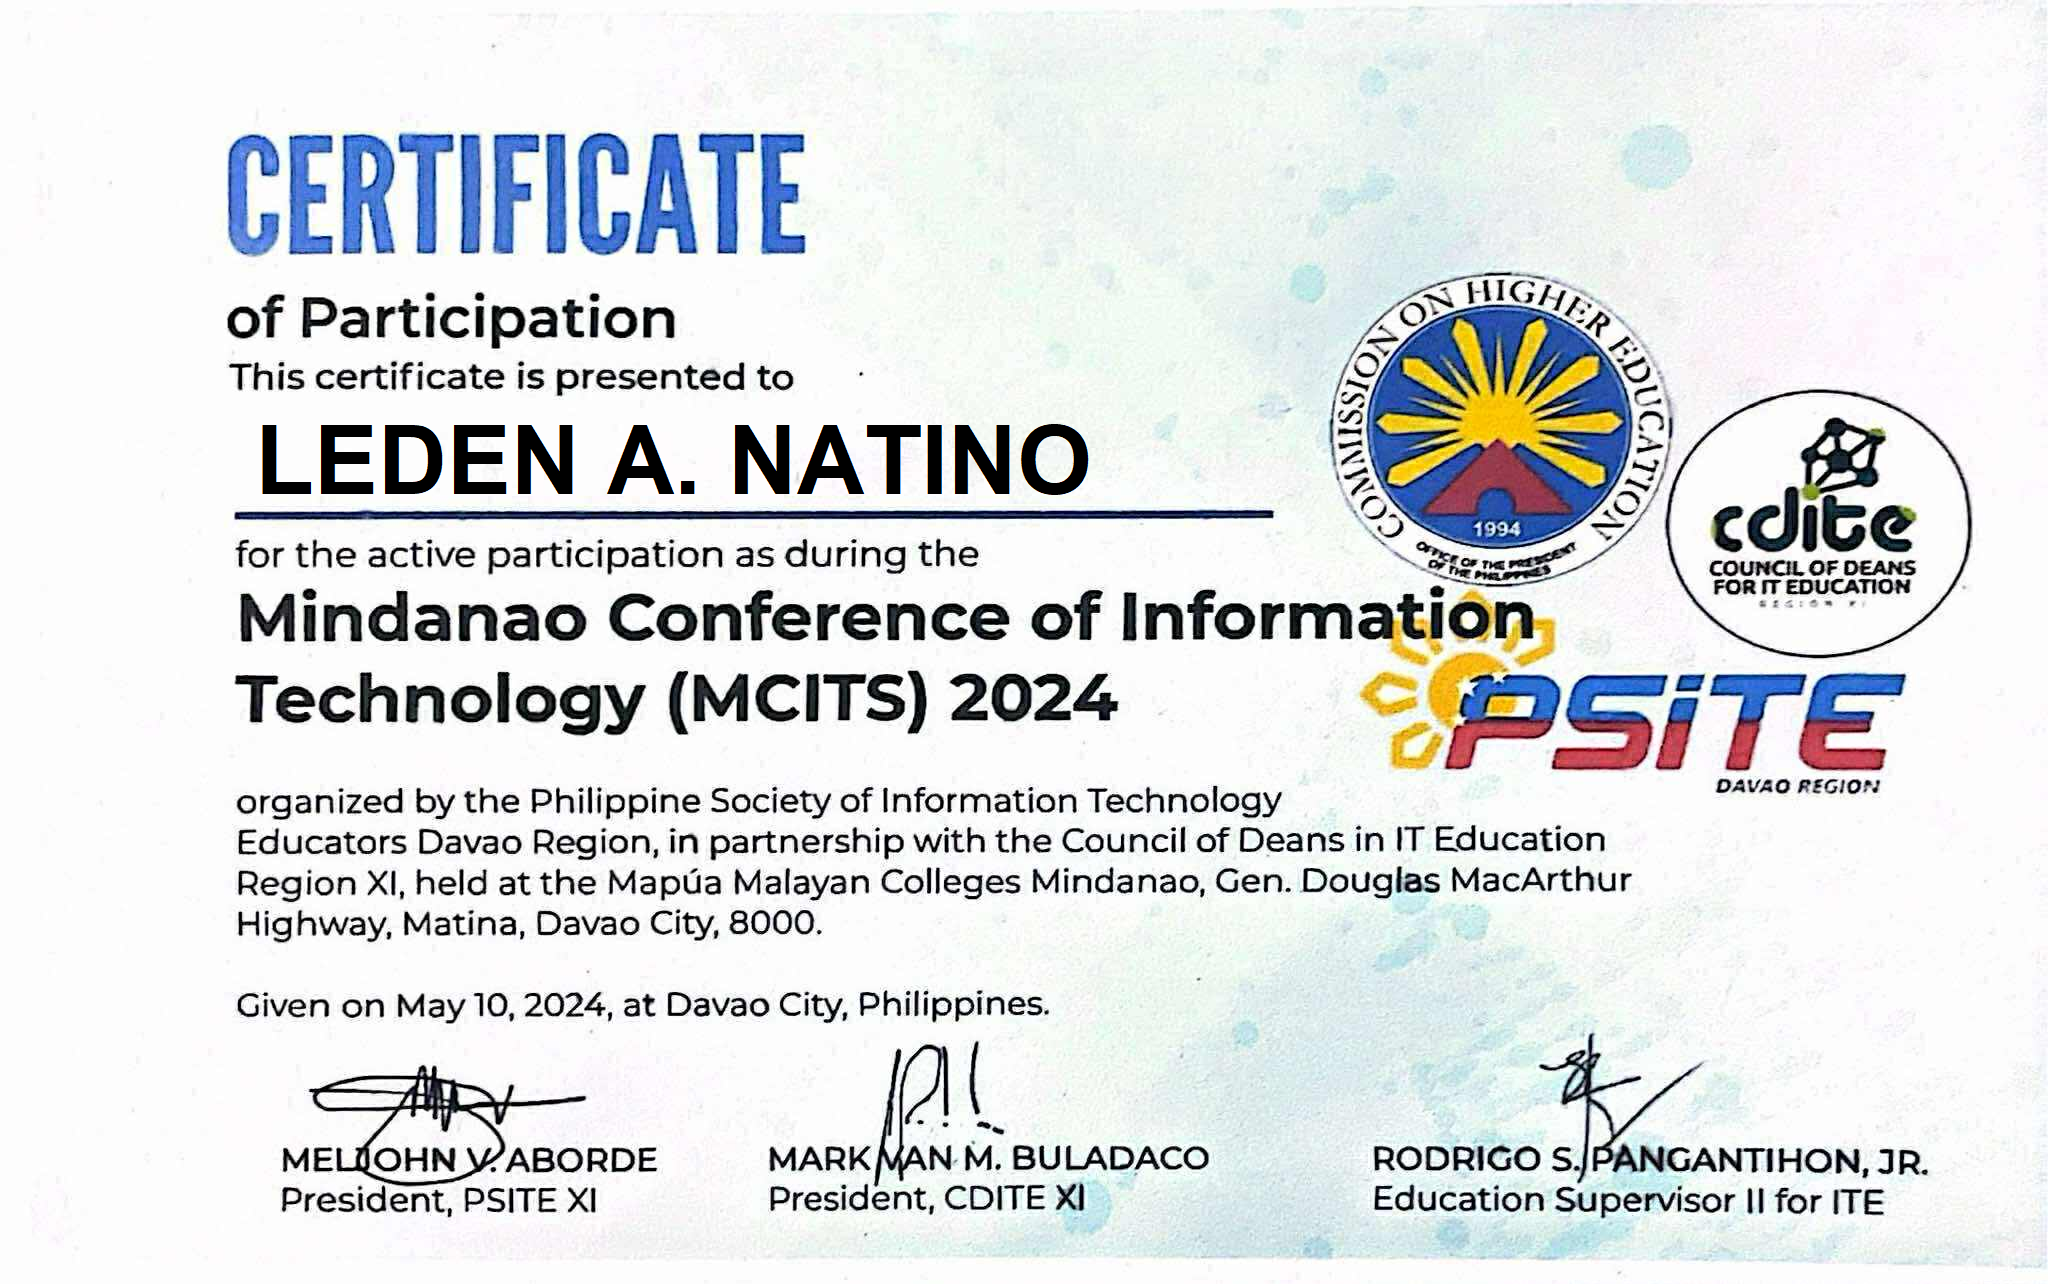 CERTIFICATE
of Participation
This certificate is presented to
LEDEN A. NATINO
for the active participation as during the
Mindanao Conference of Information
Technology (MCITS) 2024
organized by the Philippine Society of Information Technology
Educators Davao Region, in partnership with the Council of Deans in IT Education
Region XI, held at the Mapúa Malayan Colleges Mindanao, Gen. Douglas MacArthur
Highway, Matina, Davao City, 8000.
Given on May 10, 2024, at Davao City, Philippines.
COMMISSION ON HIGHER EDUCATION
1994
OFFICE OF THE PRESIDENT
OF THE PHILIPPINES
cdite
COUNCIL OF DEANS
FOR IT EDUCATION
REGION XI
PSITE
DAVAO REGION
MELJOHN V. ABORDE
President, PSITE XI
MARK VAN M. BULADACO
President, CDITE XI
RODRIGO S. PANGANTIHON, JR.
Education Supervisor II for ITE